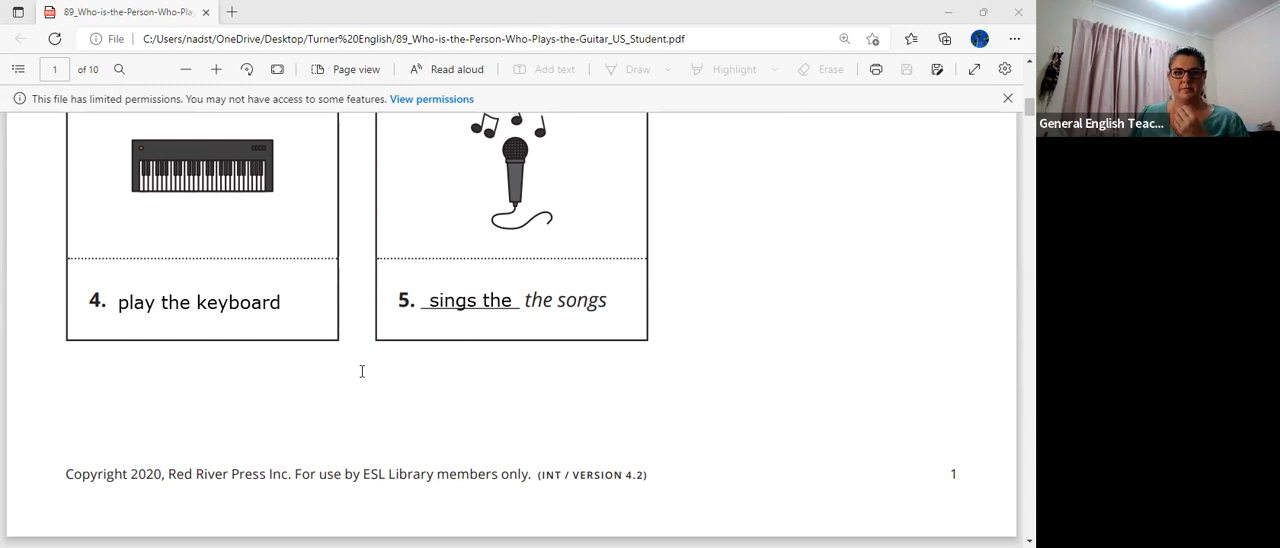 89_Who-is-the-Person-Who-Pla
File
C:/Users/nadst/OneDrive/Desktop/Turner%20English/89_Who-is-the-Person-Who-Plays-the-Guitar_US_Student.pdf
1 of 10
Page view
Read aloud
Add text
Draw
Highlight
Erase
This file has limited permissions. You may not have access to some features. View permissions
General English Teac...
4. play the keyboard
5. sings the the songs
Copyright 2020, Red River Press Inc. For use by ESL Library members only. (INT / VERSION 4.2)
1